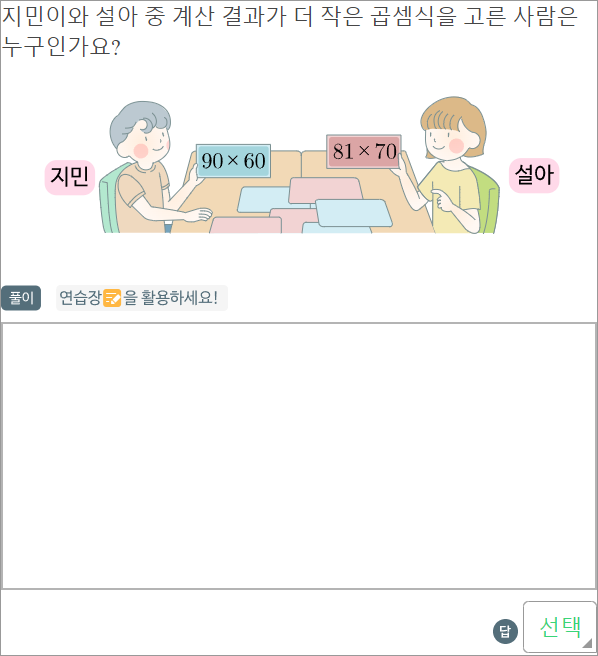 지민이와 설아 중 계산 결과가 더 작은 곱셈식을 고른 사람은
누구인가요?
지민
90×60
81×70
설아
풀이
연습장을 활용하세요!
답
선택